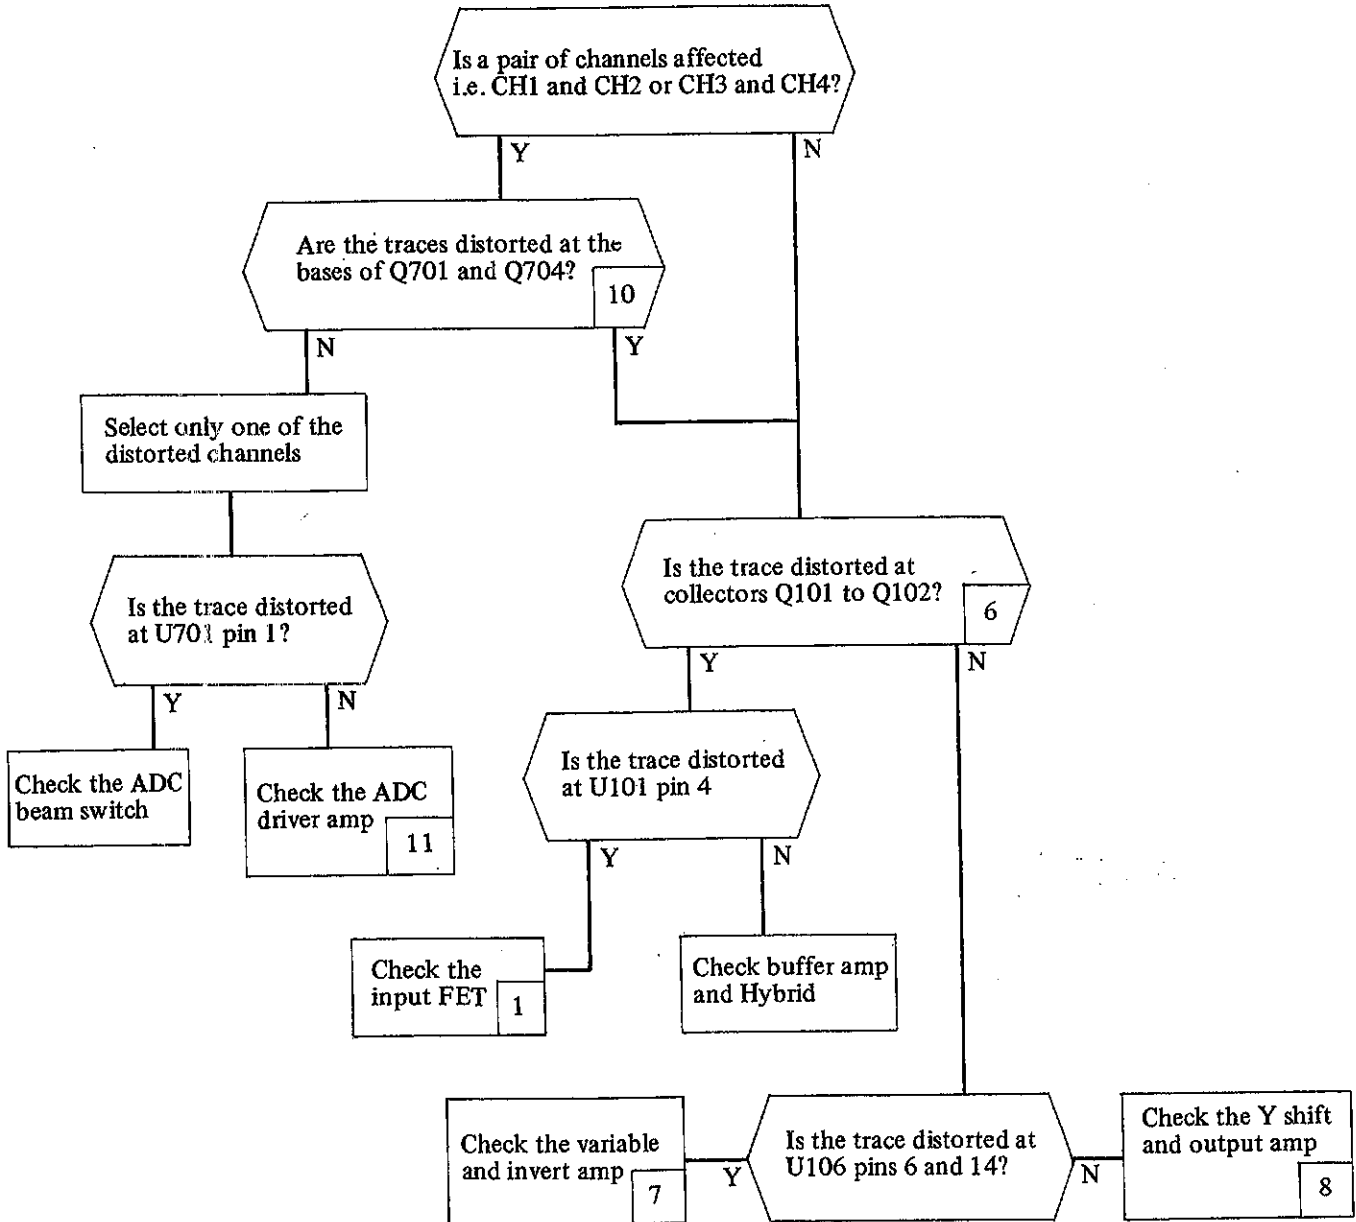 Is a pair of channels affected
i.e. CH1 and CH2 or CH3 and CH4?
Y
N
Are the traces distorted at the
bases of Q701 and Q704?
10
N
Y
Select only one of the
distorted channels
Is the trace distorted at
collectors Q101 to Q102?
6
Is the trace distorted
at U701 pin 1?
Y
N
Y
N
Check the ADC
beam switch
Check the ADC
driver amp
11
Is the trace distorted
at U101 pin 4
Y
N
Check the
input FET
1
Check buffer amp
and Hybrid
Check the variable
and invert amp
7
Y
Is the trace distorted at
U106 pins 6 and 14?
N
Check the Y shift
and output amp
8